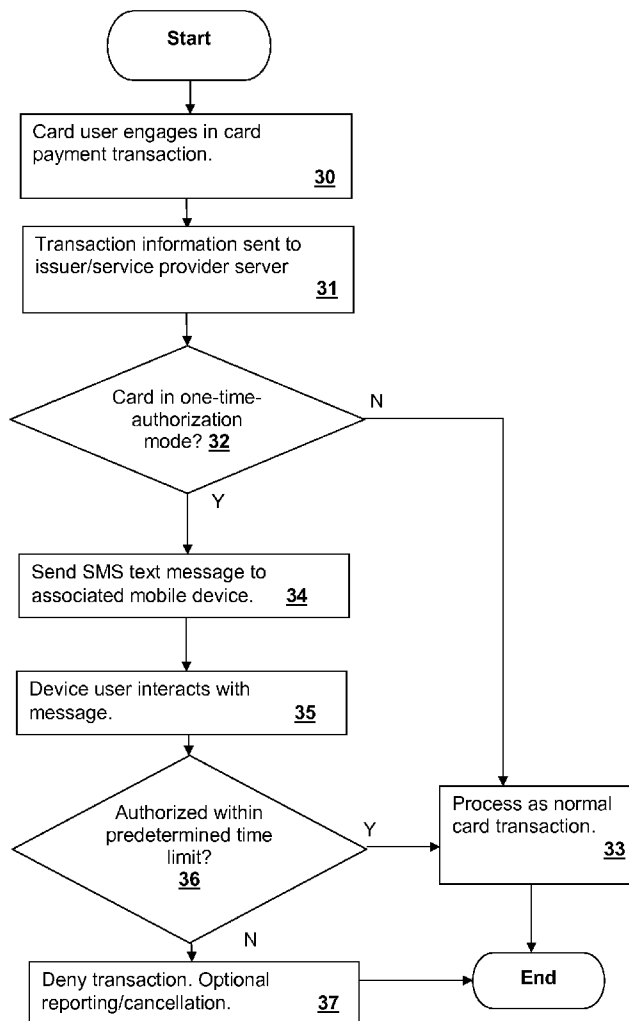 Start
Card user engages in card
payment transaction.
30
Transaction information sent to
issuer/service provider server
31
Card in one-time-
authorization
mode? 32
N
Y
Send SMS text message to
associated mobile device. 34
Device user interacts with
message. 35
Authorized within
predetermined time
limit?
36
Y
N
Process as normal
card transaction.
33
Deny transaction. Optional
reporting/cancellation. 37
End